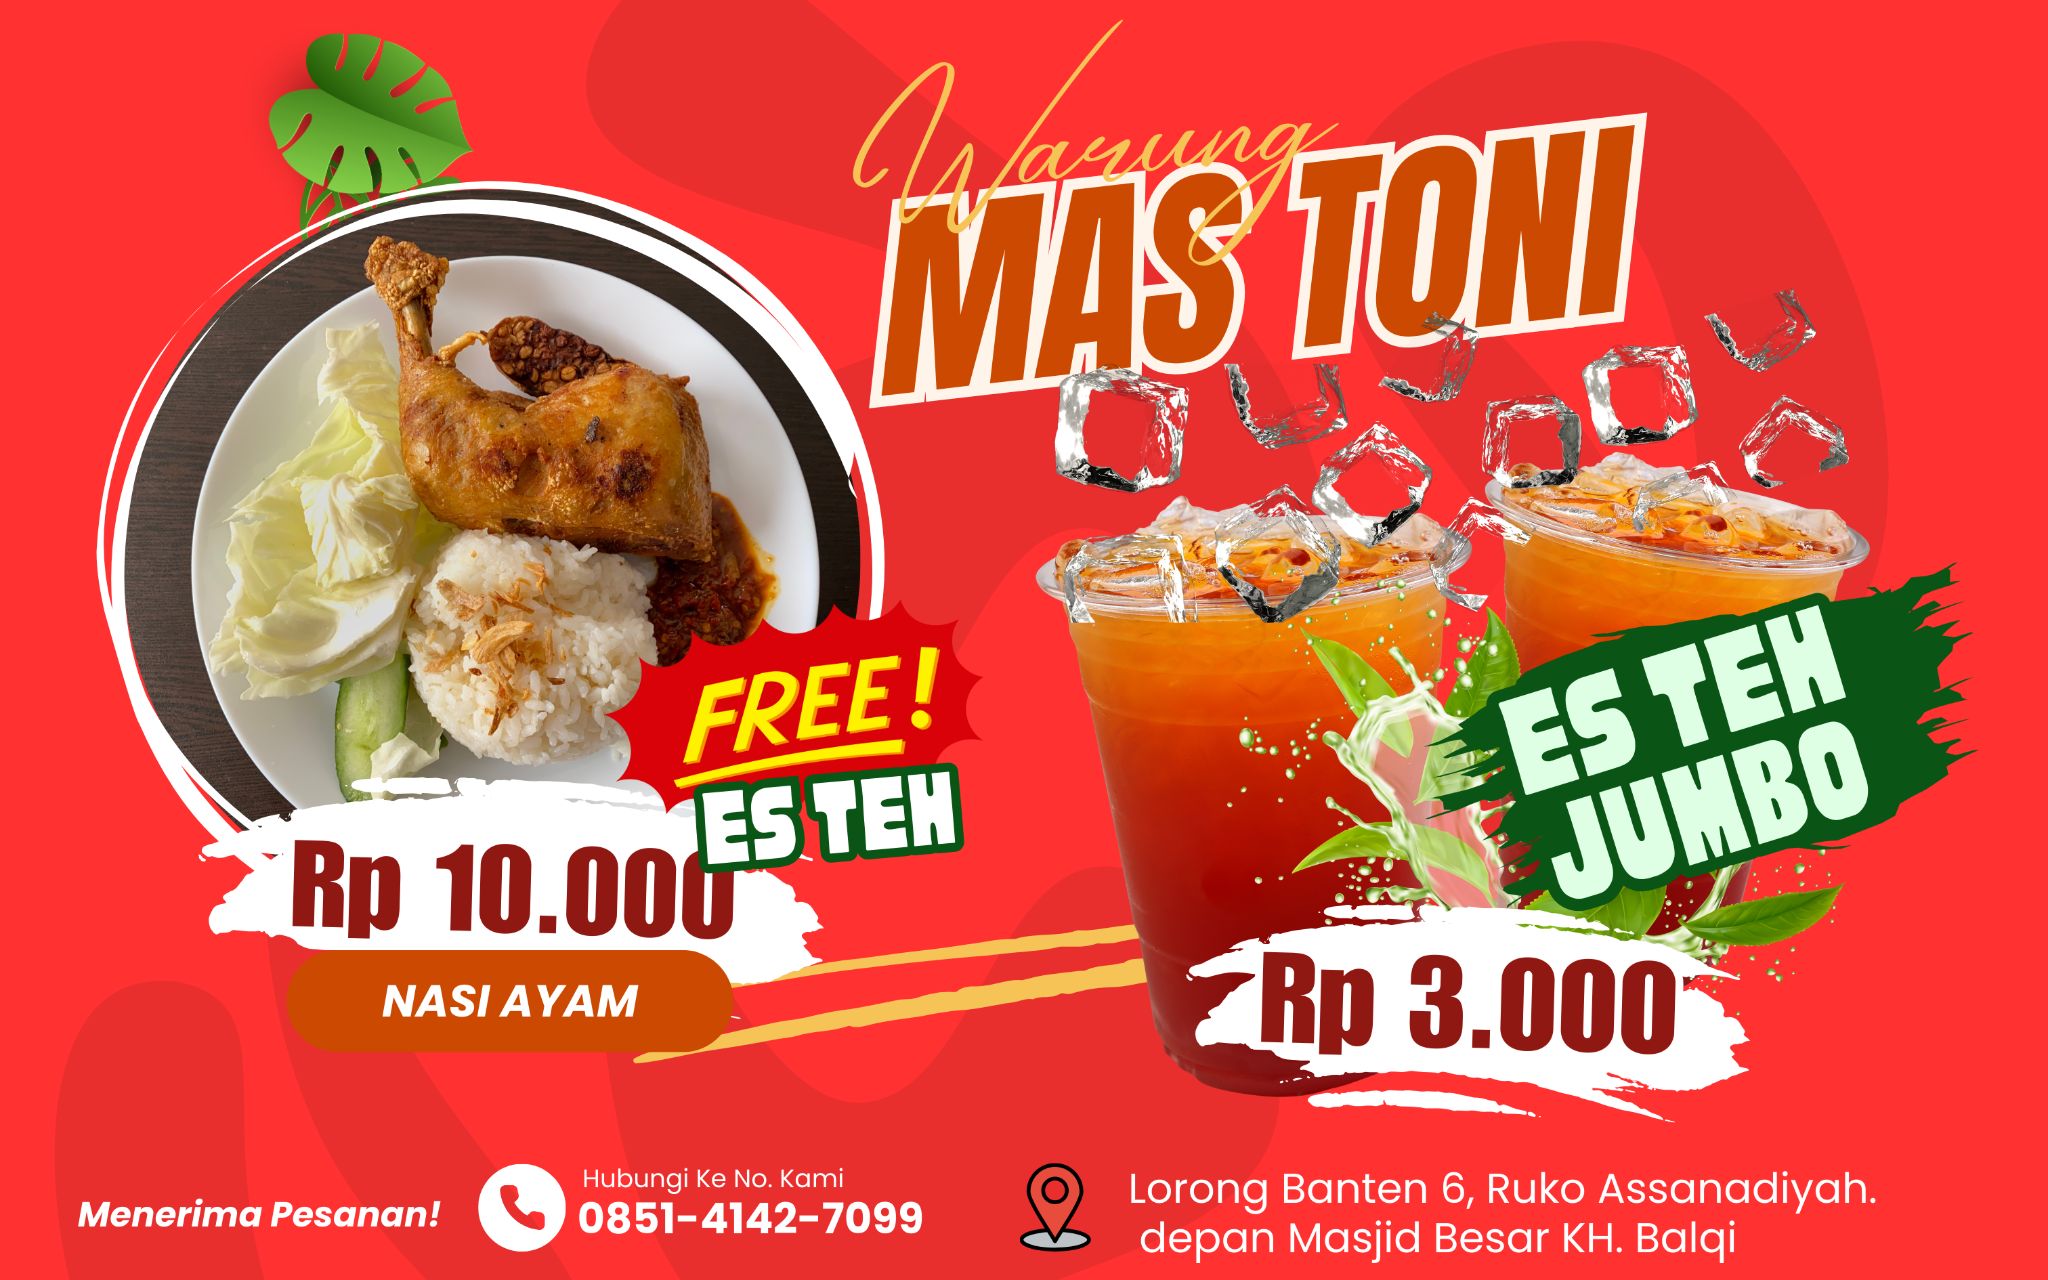 Warung
MAS TONI
FREE!
ES TEH
Rp 10.000
NASI AYAM
ES TEH
JUMBO
Rp 3.000
Menerima Pesanan!
Hubungi Ke No. Kami
0851-4142-7099
Lorong Banten 6, Ruko Assanadiyah.
depan Masjid Besar KH. Balqi